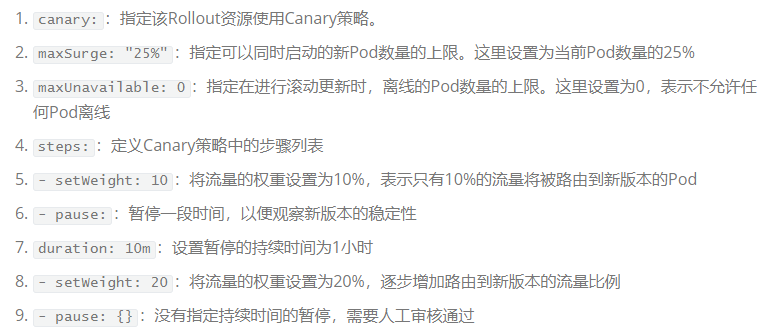 1. canary:：指定该Rollout资源使用Canary策略。
2. maxSurge: "25%"：指定可以同时启动的新Pod数量的上限。这里设置为当前Pod数量的25%
3. maxUnavailable: 0：指定在进行滚动更新时，离线的Pod数量的上限。这里设置为0，表示不允许任
何Pod离线
4. steps:：定义Canary策略中的步骤列表
5. - setWeight: 10：将流量的权重设置为10%，表示只有10%的流量将被路由到新版本的Pod
6. - pause:：暂停一段时间，以便观察新版本的稳定性
7. duration: 10m：设置暂停的持续时间为1小时
8. - setWeight: 20：将流量的权重设置为20%，逐步增加路由到新版本的流量比例
9. - pause: {}：没有指定持续时间的暂停，需要人工审核通过